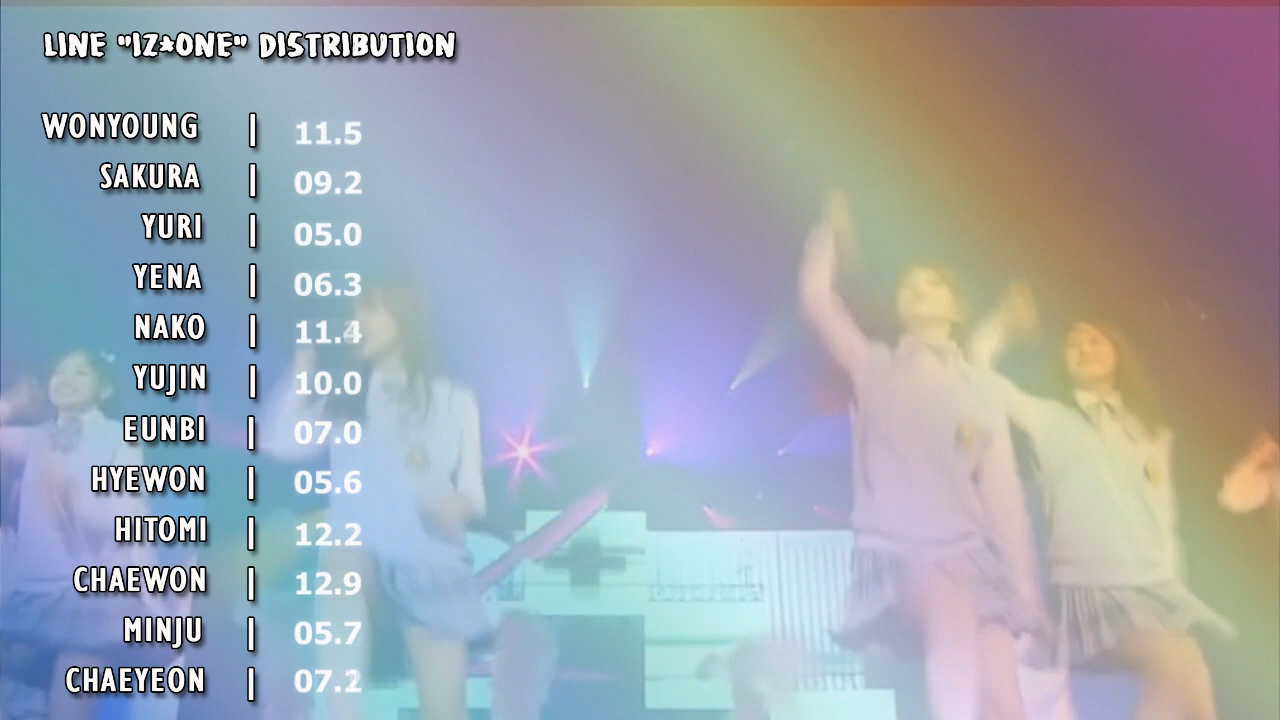 LINE "IZ*ONE" DISTRIBUTION
WONYOUNG | 11.5
SAKURA | 09.2
YURI | 05.0
YENA | 06.3
NAKO | 11.4
YUJIN | 10.0
EUNBI | 07.0
HYEWON | 05.6
HITOMI | 12.2
CHAEWON | 12.9
MINJU | 05.7
CHAEYEON | 07.2